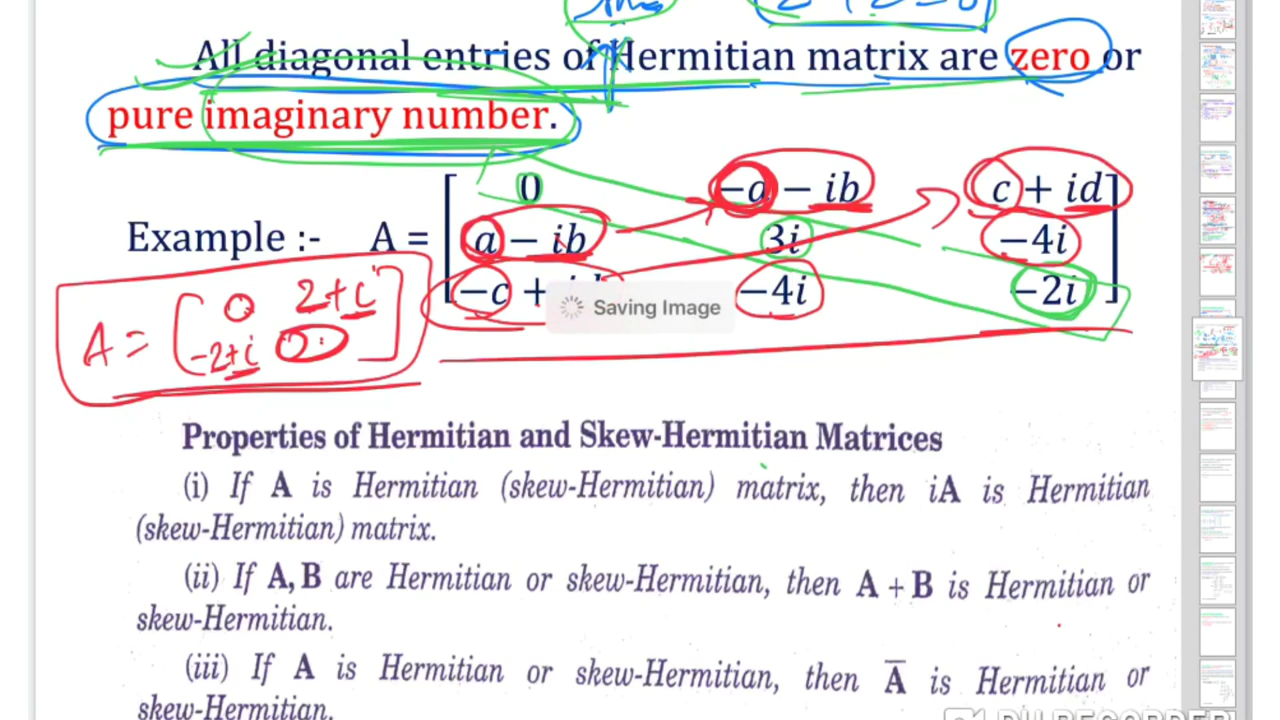 All diagonal entries of Hermitian matrix are zero or
pure imaginary number.
Example :- A = [ 0 −a − ib c + id
a − ib 3i −4i
−c + −4i −2i ]
Saving Image
A = [ 0 2+i
-2+i 0 ]
Properties of Hermitian and Skew-Hermitian Matrices
(i) If A is Hermitian (skew-Hermitian) matrix, then iA is Hermitian
(skew-Hermitian) matrix.
(ii) If A, B are Hermitian or skew-Hermitian, then A + B is Hermitian or
skew-Hermitian.
(iii) If A is Hermitian or skew-Hermitian, then A̅ is Hermitian or
skew-Hermitian.